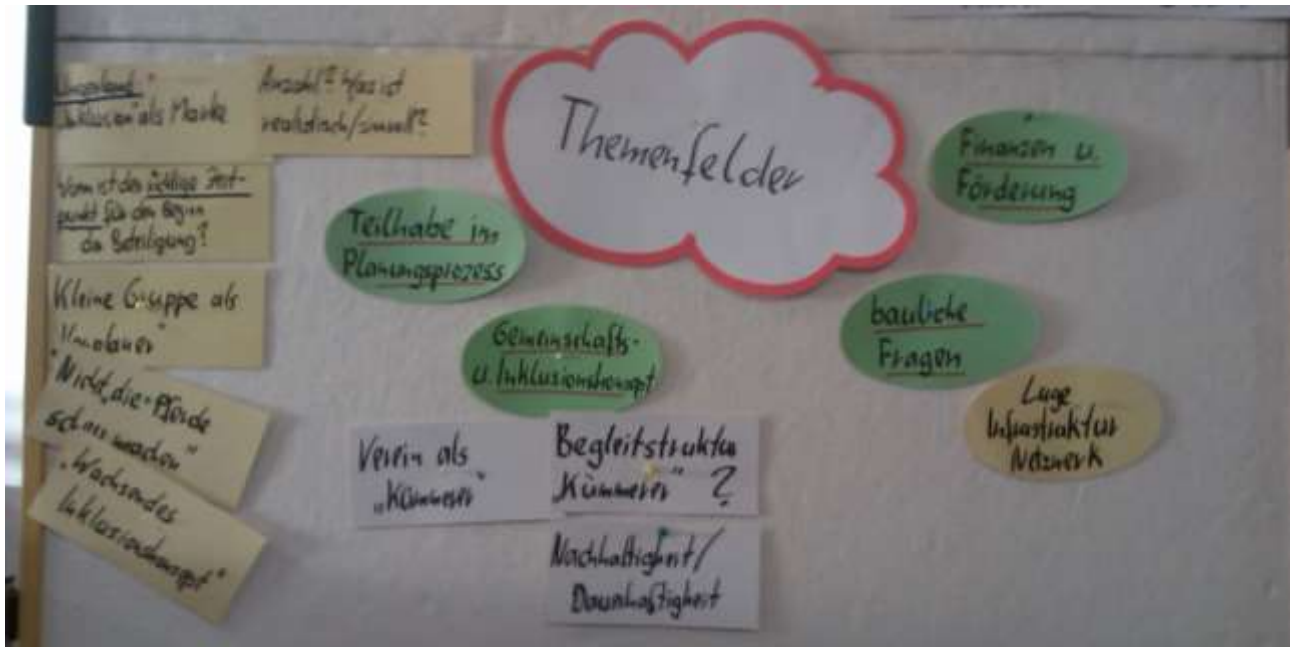 Themenfelder
Inklusion" als Marke
Anzahl? Was ist
realistisch/sinnvoll?
Wann ist der richtige Zeit-
punkt für den Beginn
der Beteiligung?
Kleine Gruppe als
"Nicht die Pferde
scheu machen"
"Wachsendes
Inklusionskonzept"
Teilhabe im
Planungsprozess
Gemeinschafts-
u. Inklusionskonzept
Verein als
"Kümmerer"
Begleitstruktur
"Kümmerer" ?
Nachhaltigkeit/
Dauerhaftigkeit
Finanzen u.
Förderung
bauliche
Fragen
Lage
Infrastruktur
Netzwerk